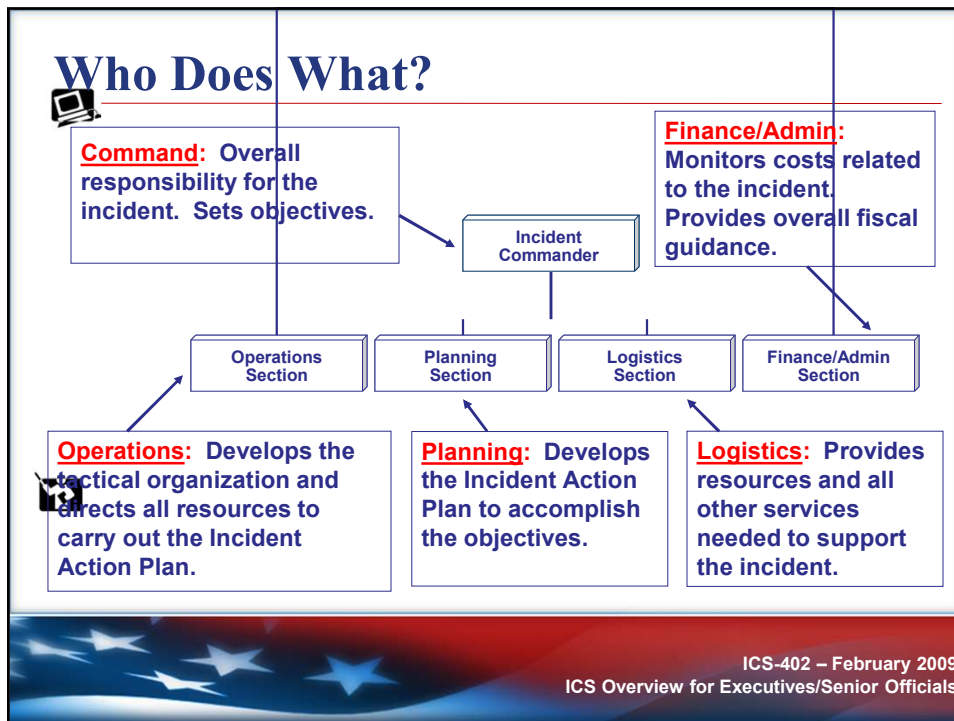 Who Does What?
Command: Overall
responsibility for the
incident. Sets objectives.
Finance/Admin:
Monitors costs related
to the incident.
Provides overall fiscal
guidance.
Incident
Commander
Operations
Section
Planning
Section
Logistics
Section
Finance/Admin
Section
Operations: Develops the
tactical organization and
directs all resources to
carry out the Incident
Action Plan.
Planning: Develops
the Incident Action
Plan to accomplish
the objectives.
Logistics: Provides
resources and all
other services
needed to support
the incident.
ICS-402 – February 2009
ICS Overview for Executives/Senior Officials